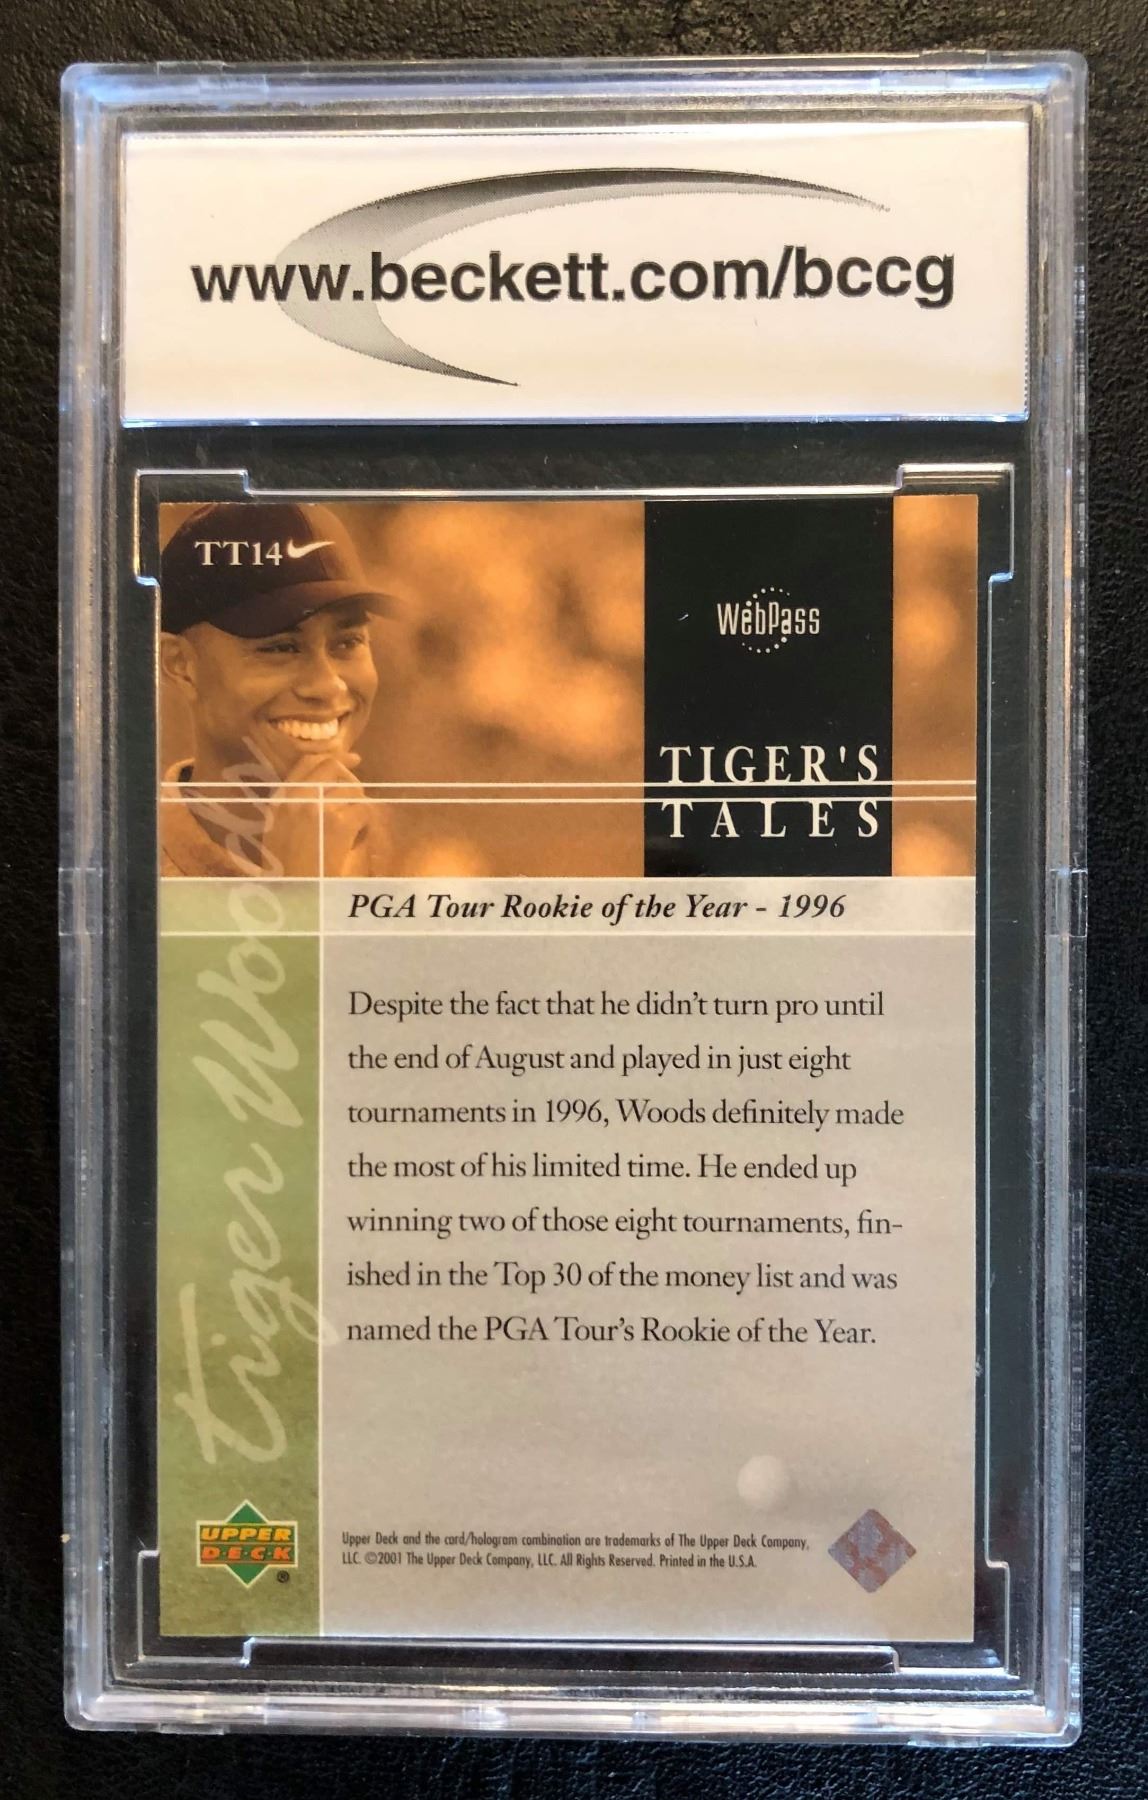 www.beckett.com/bccg
TT14
WebPass
TIGER'S
TALES
PGA Tour Rookie of the Year - 1996
Despite the fact that he didn't turn pro until
the end of August and played in just eight
tournaments in 1996, Woods definitely made
the most of his limited time. He ended up
winning two of those eight tournaments, fin-
ished in the Top 30 of the money list and was
named the PGA Tour's Rookie of the Year.
Tiger Woods
UPPER
DECK
®
Upper Deck and the card/hologram combination are trademarks of The Upper Deck Company,
LLC. ©2001 The Upper Deck Company, LLC. All Rights Reserved. Printed in the U.S.A.